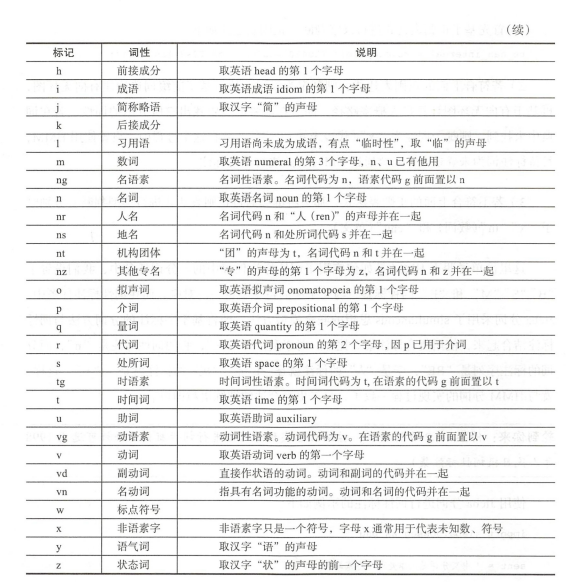 （续）
标记 词性 说明
h 前接成分 取英语 head 的第 1 个字母
i 成语 取英语成语 idiom 的第 1 个字母
j 简称略语 取汉字“简”的声母
k 后接成分
l 习用语 习用语尚未成为成语，有点“临时性”，取“临”的声母
m 数词 取英语 numeral 的第 3 个字母，n、u 已有他用
ng 名语素 名词性语素。名词代码为 n，语素代码 g 前面置以 n
n 名词 取英语名词 noun 的第 1 个字母
nr 人名 名词代码 n 和“人（ren）”的声母并在一起
ns 地名 名词代码 n 和处所词代码 s 并在一起
nt 机构团体 “团”的声母为 t，名词代码 n 和 t 并在一起
nz 其他专名 “专”的声母的第 1 个字母为 z，名词代码 n 和 z 并在一起
o 拟声词 取英语拟声词 onomatopoeia 的第 1 个字母
p 介词 取英语介词 prepositional 的第 1 个字母
q 量词 取英语 quantity 的第 1 个字母
r 代词 取英语代词 pronoun 的第 2 个字母 , 因 p 已用于介词
s 处所词 取英语 space 的第 1 个字母
tg 时语素 时间词性语素。时间词代码为 t, 在语素的代码 g 前面置以 t
t 时间词 取英语 time 的第 1 个字母
u 助词 取英语助词 auxiliary
vg 动语素 动词性语素。动词代码为 v。在语素的代码 g 前面置以 v
v 动词 取英语动词 verb 的第一个字母
vd 副动词 直接作状语的动词。动词和副词的代码并在一起
vn 名动词 指具有名词功能的动词。动词和名词的代码并在一起
w 标点符号
x 非语素字 非语素字只是一个符号，字母 x 通常用于代表未知数、符号
y 语气词 取汉字“语”的声母
z 状态词 取汉字“状”的声母的前一个字母